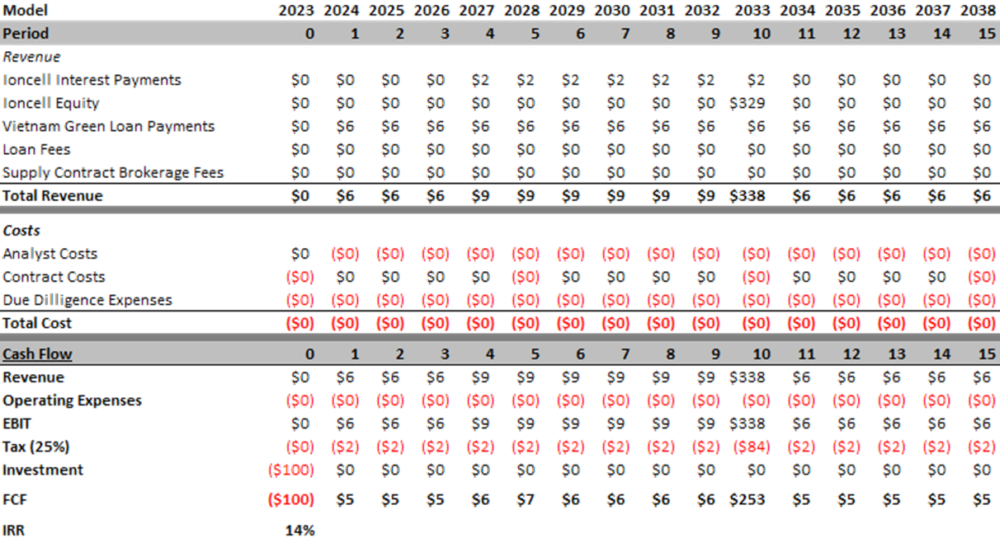 Model 2023 2024 2025 2026 2027 2028 2029 2030 2031 2032 2033 2034 2035 2036 2037 2038
Period 0 1 2 3 4 5 6 7 8 9 10 11 12 13 14 15
Revenue
Ioncell Interest Payments $0 $0 $0 $0 $2 $2 $2 $2 $2 $2 $2 $0 $0 $0 $0 $0
Ioncell Equity $0 $0 $0 $0 $0 $0 $0 $0 $0 $0 $329 $0 $0 $0 $0 $0
Vietnam Green Loan Payments $0 $6 $6 $6 $6 $6 $6 $6 $6 $6 $6 $6 $6 $6 $6 $6
Loan Fees $0 $0 $0 $0 $0 $0 $0 $0 $0 $0 $0 $0 $0 $0 $0 $0
Supply Contract Brokerage Fees $0 $0 $0 $0 $0 $0 $0 $0 $0 $0 $0 $0 $0 $0 $0 $0
Total Revenue $0 $6 $6 $6 $9 $9 $9 $9 $9 $9 $338 $6 $6 $6 $6 $6
Costs
Analyst Costs $0 ($0) ($0) ($0) ($0) ($0) ($0) ($0) ($0) ($0) ($0) ($0) ($0) ($0) ($0) ($0)
Contract Costs ($0) $0 $0 $0 $0 ($0) $0 $0 $0 $0 ($0) $0 $0 $0 $0 ($0)
Due Dilligence Expenses ($0) ($0) ($0) ($0) ($0) ($0) ($0) ($0) ($0) ($0) ($0) ($0) ($0) ($0) ($0) ($0)
Total Cost ($0) ($0) ($0) ($0) ($0) ($0) ($0) ($0) ($0) ($0) ($0) ($0) ($0) ($0) ($0) ($0)
Cash Flow 0 1 2 3 4 5 6 7 8 9 10 11 12 13 14 15
Revenue $0 $6 $6 $6 $9 $9 $9 $9 $9 $9 $338 $6 $6 $6 $6 $6
Operating Expenses ($0) ($0) ($0) ($0) ($0) ($0) ($0) ($0) ($0) ($0) ($0) ($0) ($0) ($0) ($0) ($0)
EBIT $0 $6 $6 $6 $9 $9 $9 $9 $9 $9 $338 $6 $6 $6 $6 $6
Tax (25%) ($0) ($2) ($2) ($2) ($2) ($2) ($2) ($2) ($2) ($2) ($84) ($2) ($2) ($2) ($2) ($2)
Investment ($100) $0 $0 $0 $0 $0 $0 $0 $0 $0 $0 $0 $0 $0 $0 $0
FCF ($100) $5 $5 $5 $6 $7 $6 $6 $6 $6 $253 $5 $5 $5 $5 $5
IRR 14%